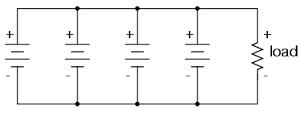 + + + + +
load
- - - - -